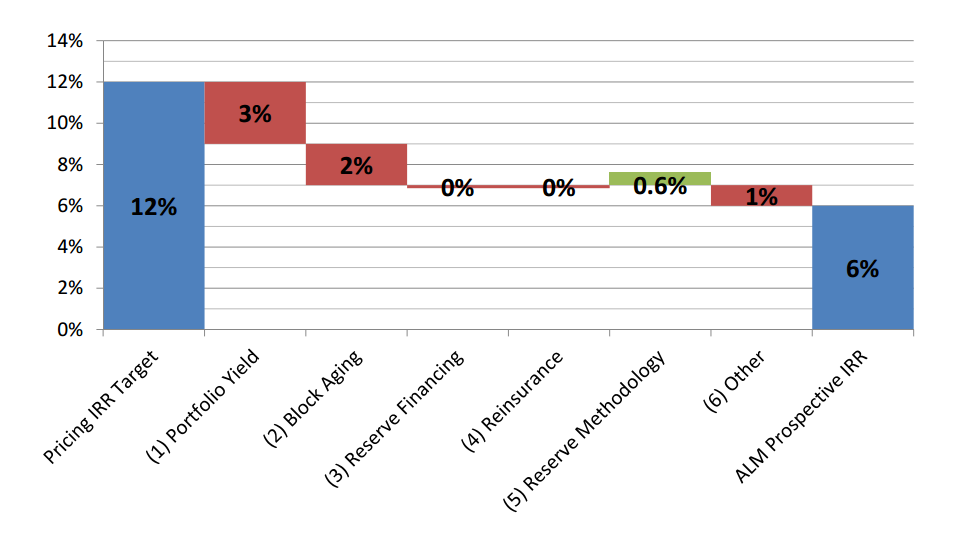 14%
12%
10%
8%
6%
4%
2%
0%
12%
3%
2%
0%
0%
0.6%
1%
6%
Pricing IRR Target
(1) Portfolio Yield
(2) Block Aging
(3) Reserve Financing
(4) Reinsurance
(5) Reserve Methodology
(6) Other
ALM Prospective IRR